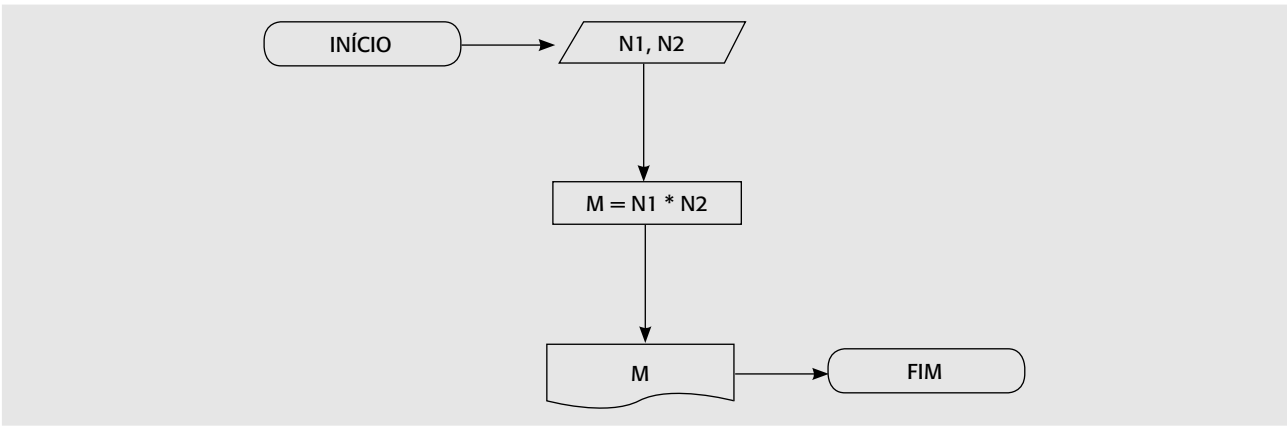 INÍCIO
N1, N2
M = N1 * N2
M
FIM